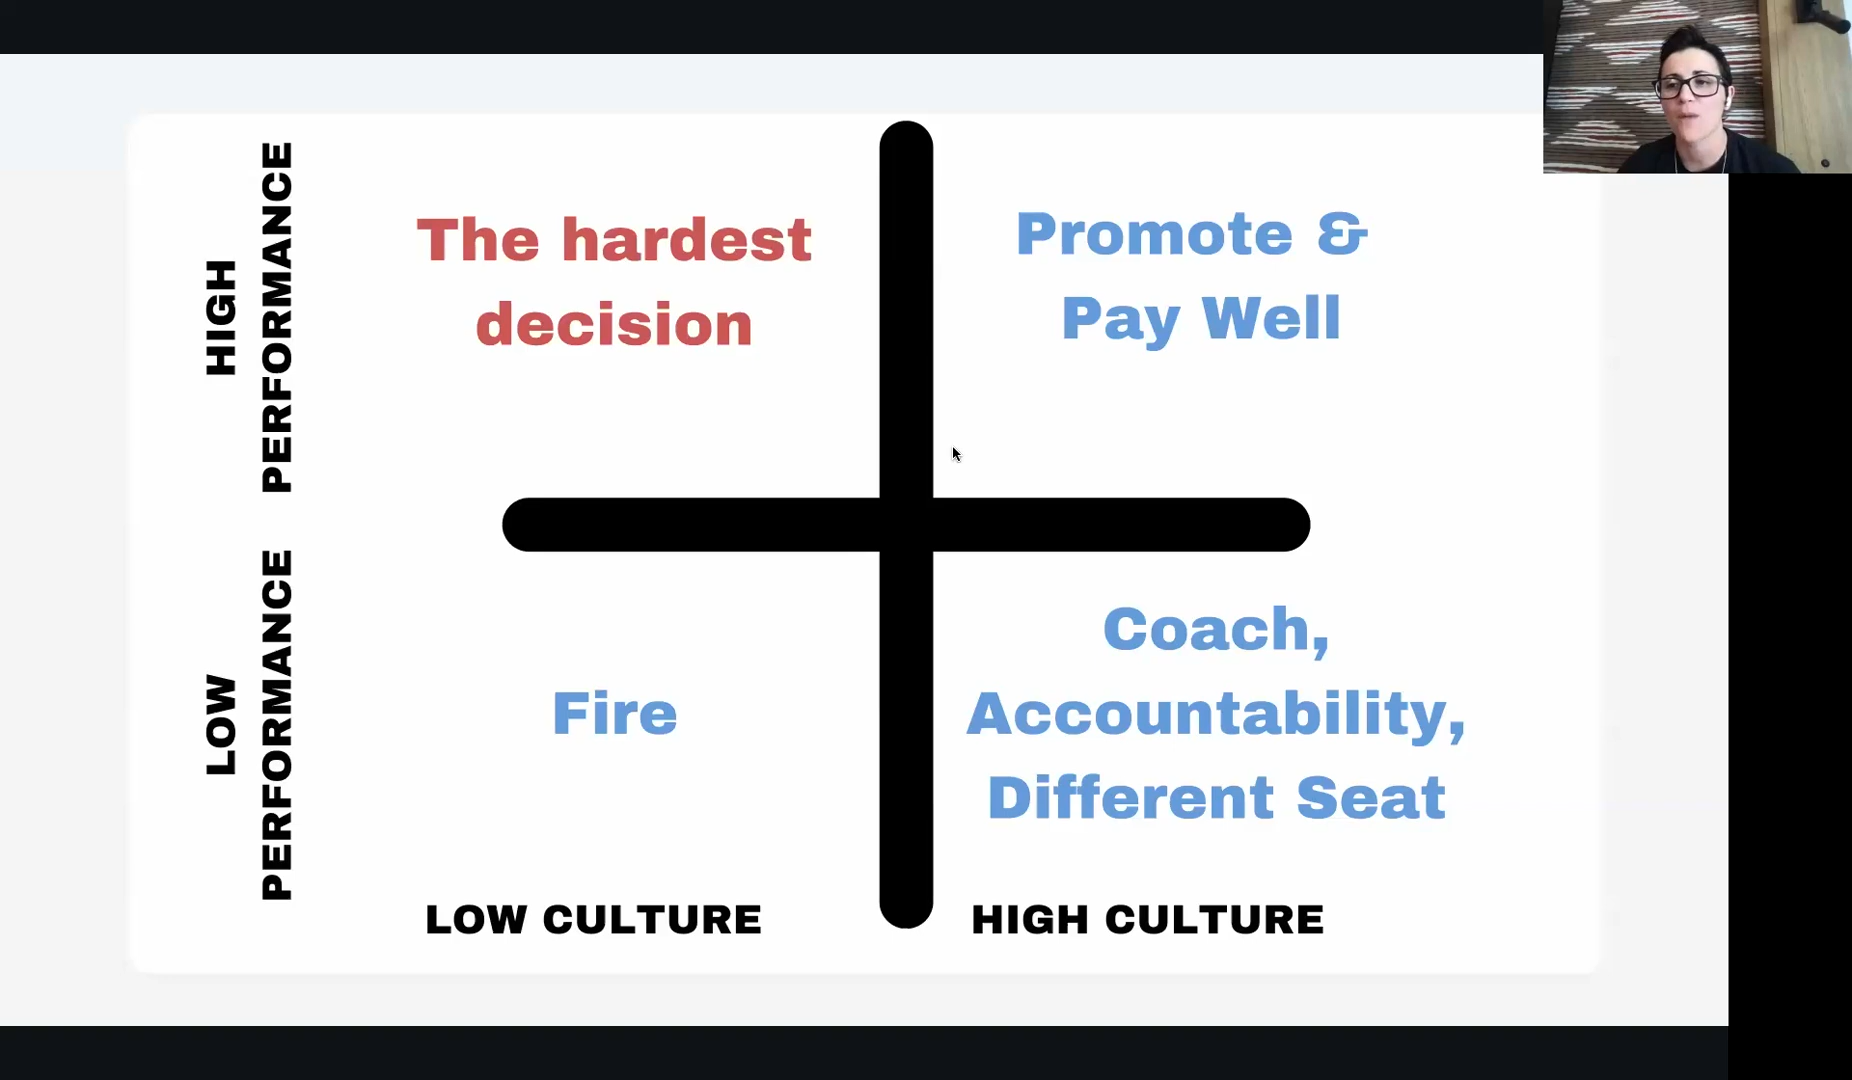 HIGH
PERFORMANCE
The hardest
decision
Promote &
Pay Well
LOW
PERFORMANCE
Fire
Coach,
Accountability,
Different Seat
LOW CULTURE
HIGH CULTURE